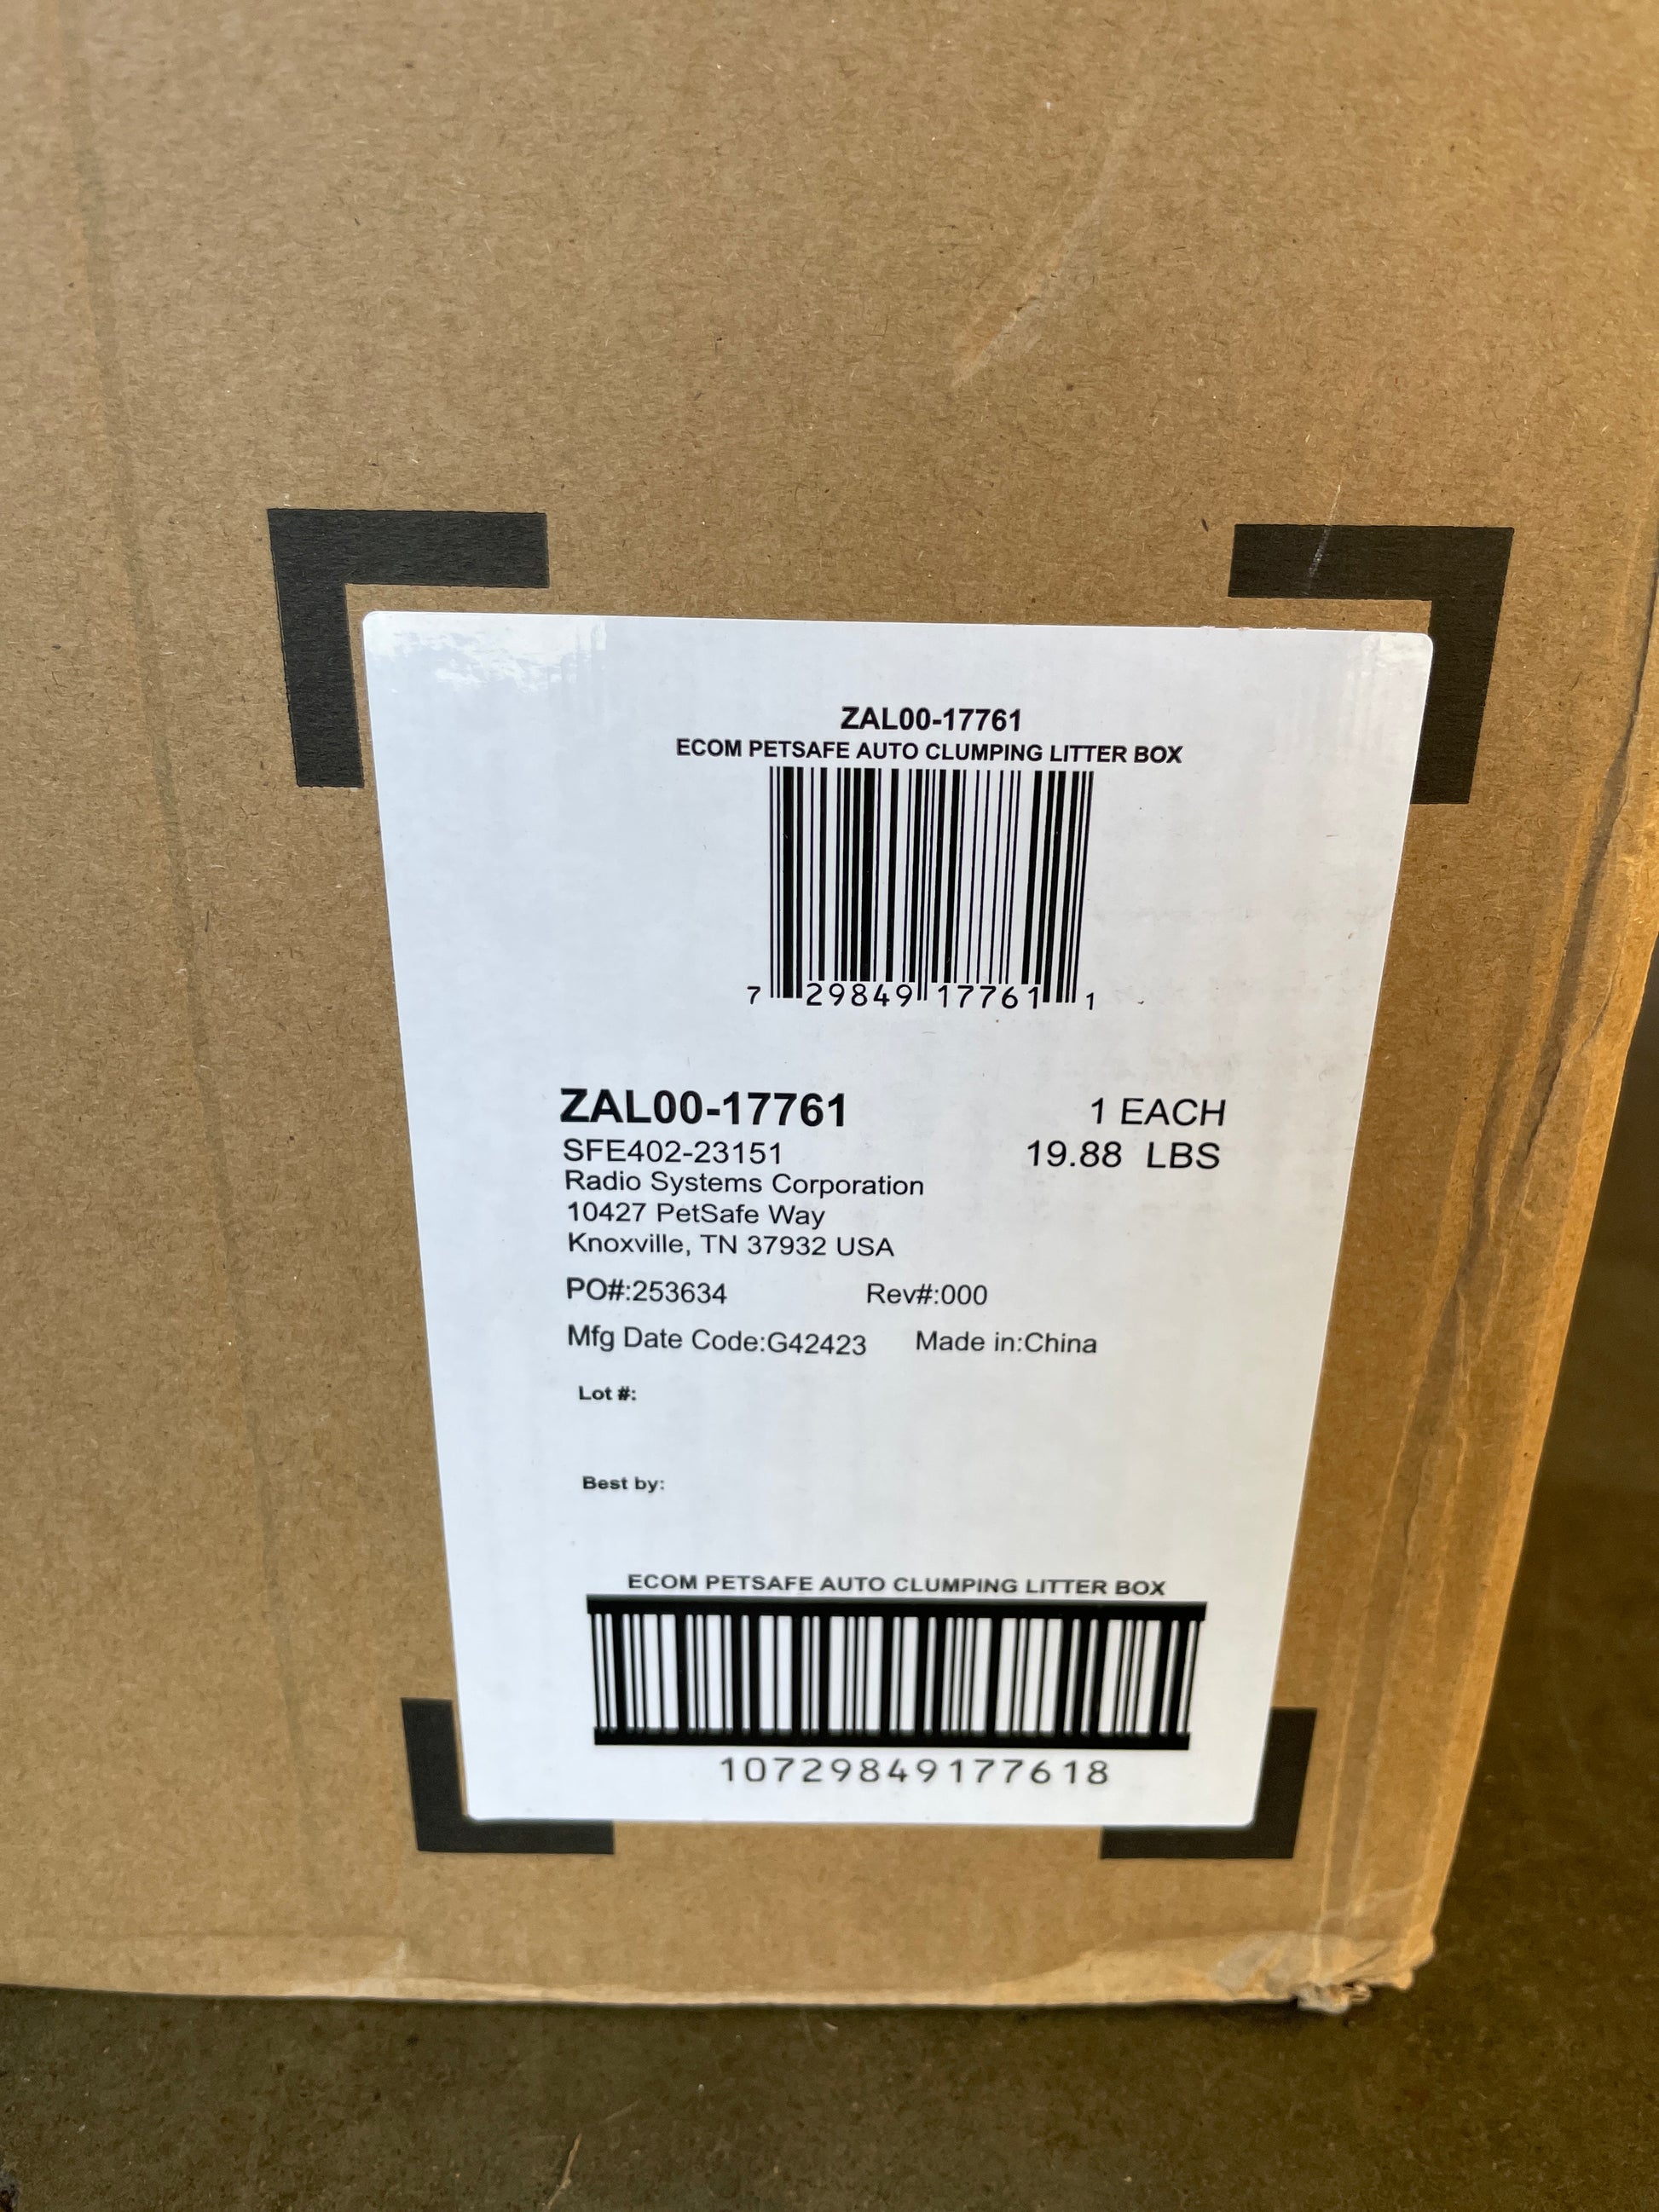 ZAL00-17761
ECOM PETSAFE AUTO CLUMPING LITTER BOX
7 29849 17761 1
ZAL00-17761 1 EACH
SFE402-23151 19.88 LBS
Radio Systems Corporation
10427 PetSafe Way
Knoxville, TN 37932 USA
PO#:253634 Rev#:000
Mfg Date Code:G42423 Made in:China
Lot #:
Best by:
ECOM PETSAFE AUTO CLUMPING LITTER BOX
10729849177618